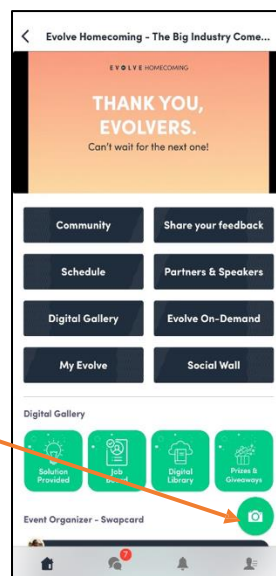 Evolve Homecoming - The Big Industry Come...
EVOLVE HOMECOMING
THANK YOU,
EVOLVERS.
Can't wait for the next one!
Community
Share your feedback
Schedule
Partners & Speakers
Digital Gallery
Evolve On-Demand
My Evolve
Social Wall
Digital Gallery
Solution
Provided
Job
Board
Digital
Library
Prizes &
Giveaways
Event Organizer - Swapcard
7